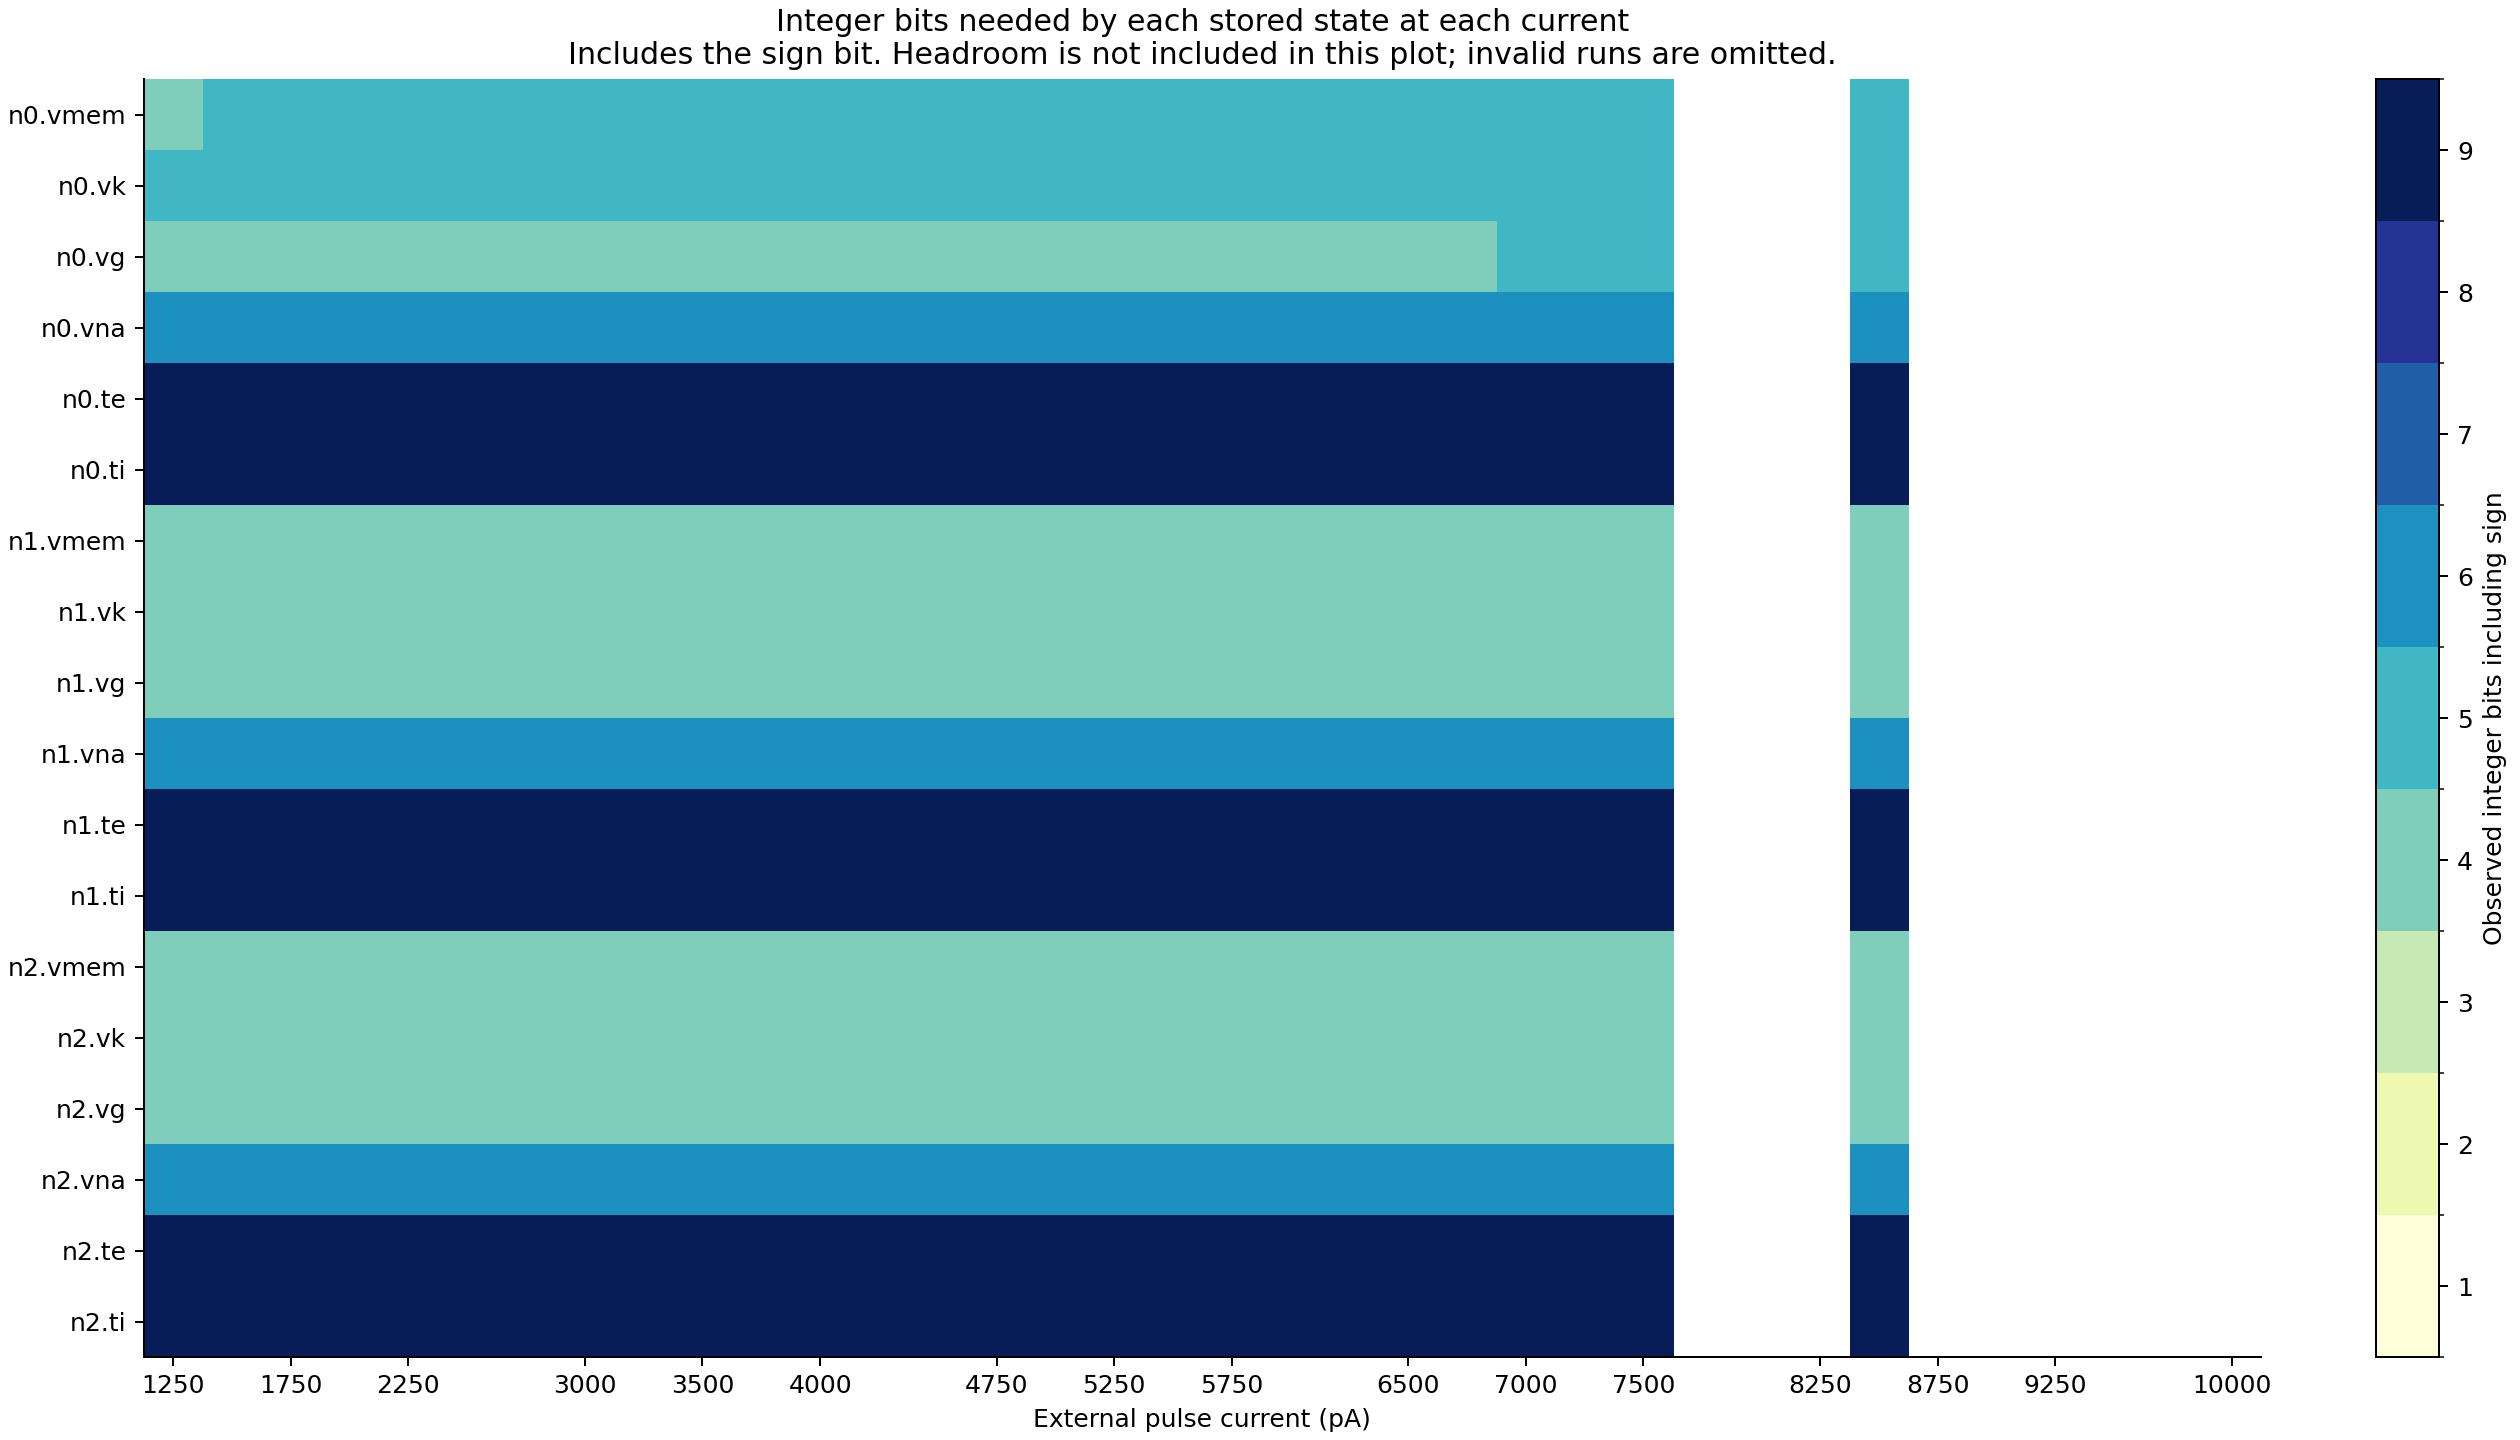 Integer bits needed by each stored state at each current
Includes the sign bit. Headroom is not included in this plot; invalid runs are omitted.
n0.vmem
n0.vk
n0.vg
n0.vna
n0.te
n0.ti
n1.vmem
n1.vk
n1.vg
n1.vna
n1.te
n1.ti
n2.vmem
n2.vk
n2.vg
n2.vna
n2.te
n2.ti
1250 1750 2250 3000 3500 4000 4750 5250 5750 6500 7000 7500 8250 8750 9250 10000
External pulse current (pA)
9
8
7
6
5
4
3
2
1
Observed integer bits including sign